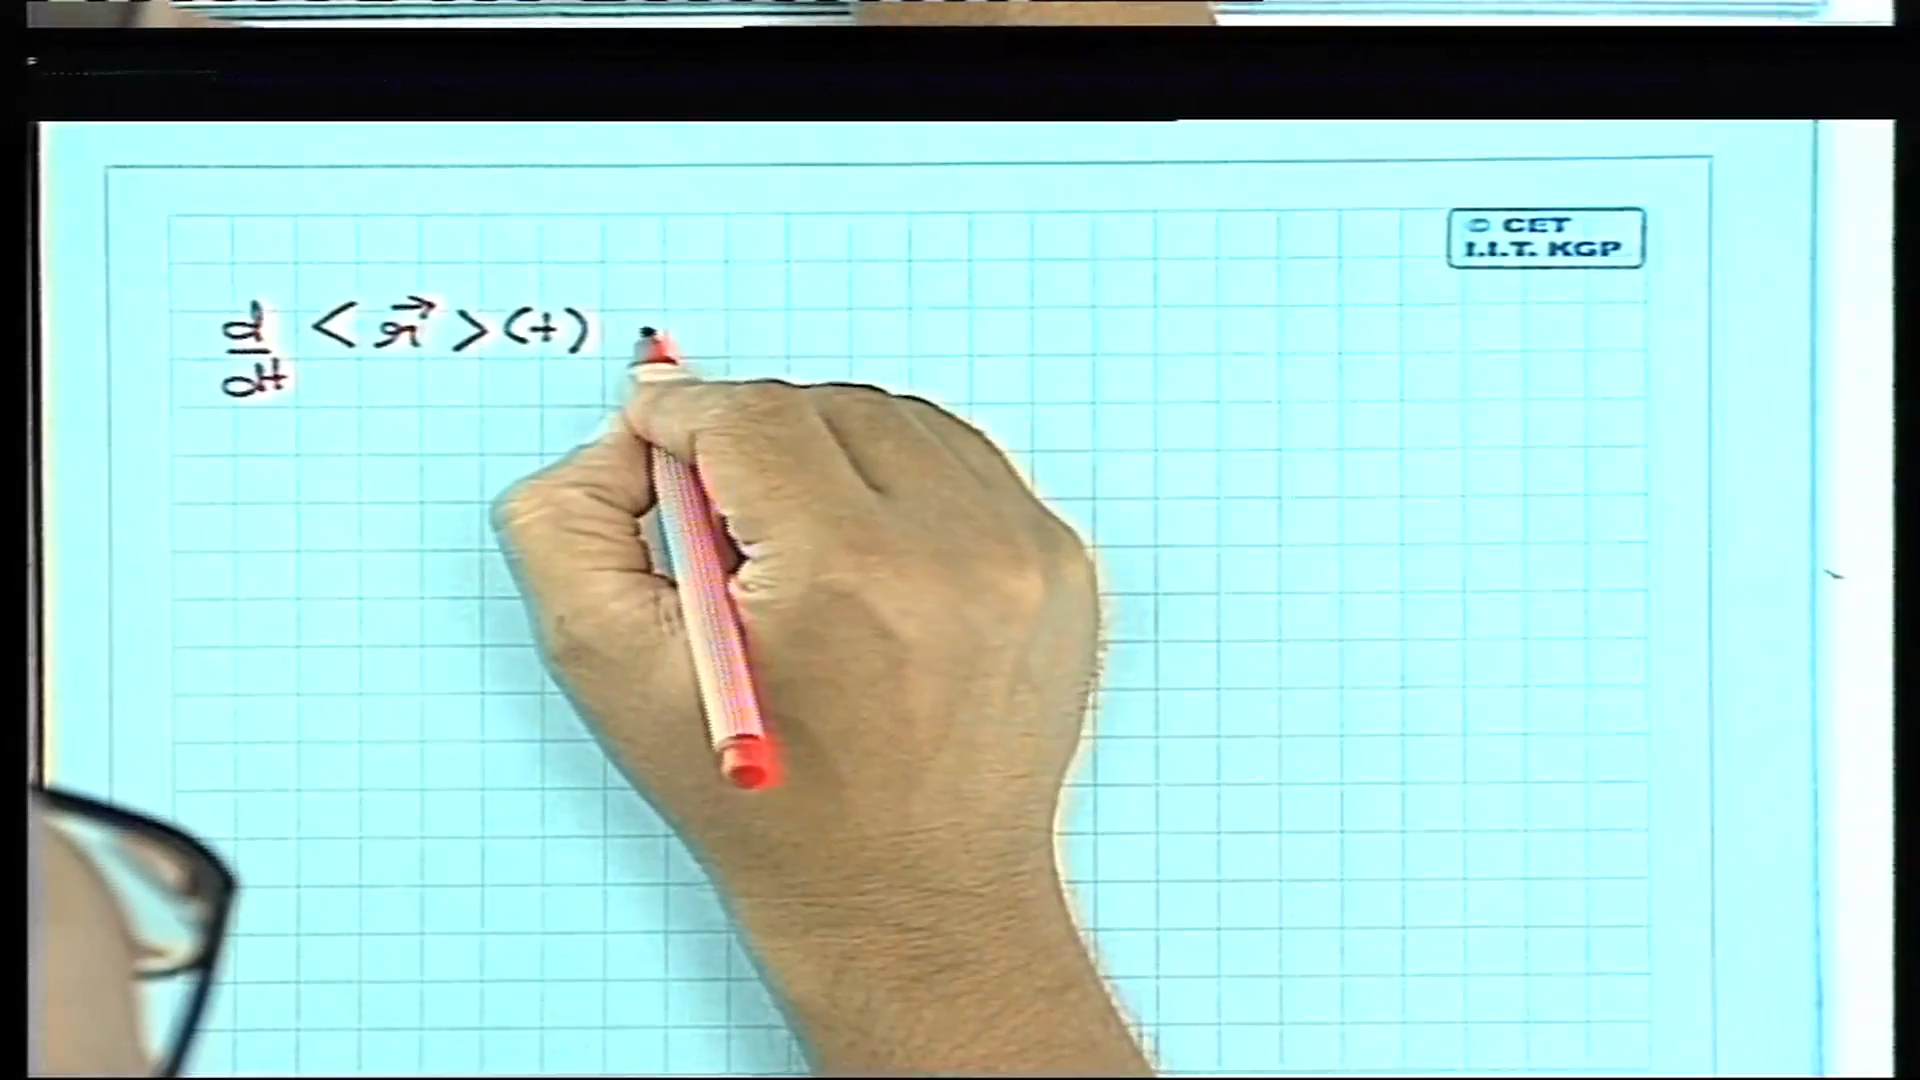 © CET
I.I.T. KGP
d/dt < r⃗ > (t)